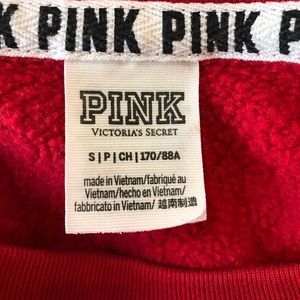 K PINK PINK P
PINK
VICTORIA'S SECRET
S | P | CH | 170/88A
made in Vietnam/fabriqué au
Vietnam/hecho en Vietnam/
fabbricato in Vietnam/越南制造